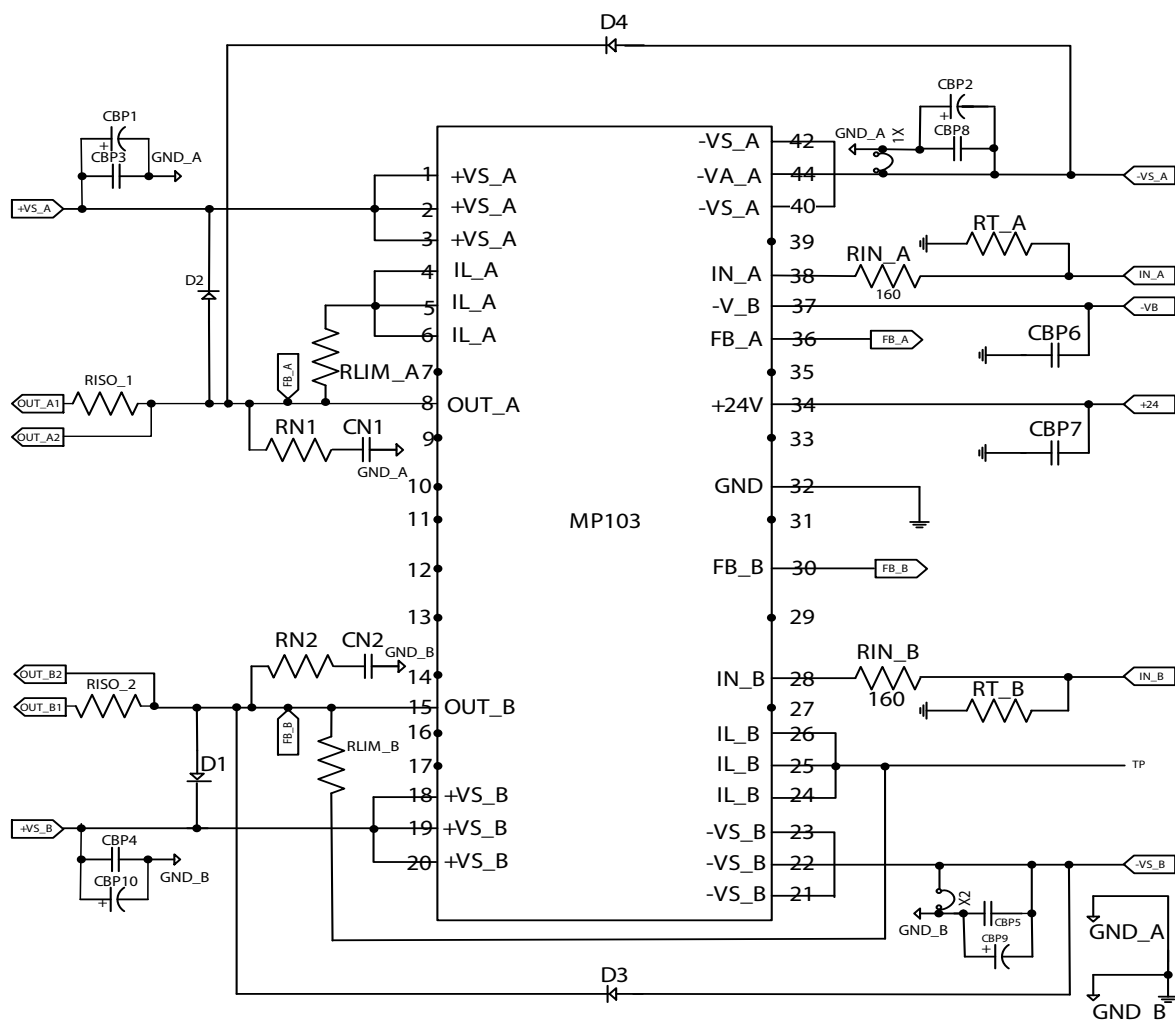 D4
CBP1
+
CBP3
GND_A
+VS_A
D2
1 +VS_A
2 +VS_A
3 +VS_A
4 IL_A
5 IL_A
6 IL_A
RLIM_A
7
FB_A
RISO_1
OUT_A1
OUT_A2
8 OUT_A
RN1
CN1
GND_A
9
10
11
12
13
MP103
RN2
CN2
GND_B
14
OUT_B2
RISO_2
OUT_B1
15 OUT_B
FB_B
16
RLIM_B
17
D1
18 +VS_B
19 +VS_B
20 +VS_B
+VS_B
CBP4
CBP10
+
GND_B
D3
CBP2
+
CBP8
GND_A
1X
-VS_A 42
-VA_A 44
-VS_A 40
-VS_A
39
RT_A
RIN_A
160
IN_A 38
IN_A
-V_B 37
-VB
FB_A 36
FB_A
CBP6
35
+24V 34
+24
CBP7
33
GND 32
31
FB_B 30
FB_B
29
RIN_B
160
IN_B 28
IN_B
RT_B
27
IL_B 26
IL_B 25
TP
IL_B 24
-VS_B 23
-VS_B 22
-VS_B 21
-VS_B
X2
GND_B
CBP5
CBP9
+
GND_A
GND_B